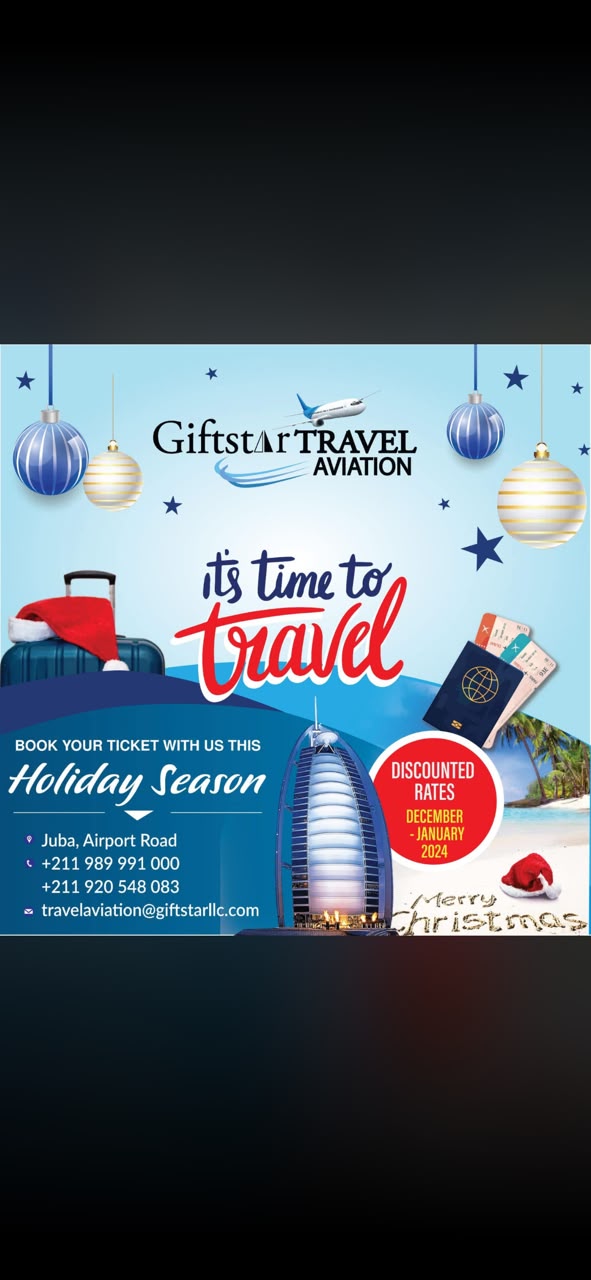 Giftstar TRAVEL
AVIATION
it's time to
travel
BOOK YOUR TICKET WITH US THIS
Holiday Season
Juba, Airport Road
+211 989 991 000
+211 920 548 083
travelaviation@giftstarllc.com
DISCOUNTED
RATES
DECEMBER
- JANUARY
2024
Merry
Christmas